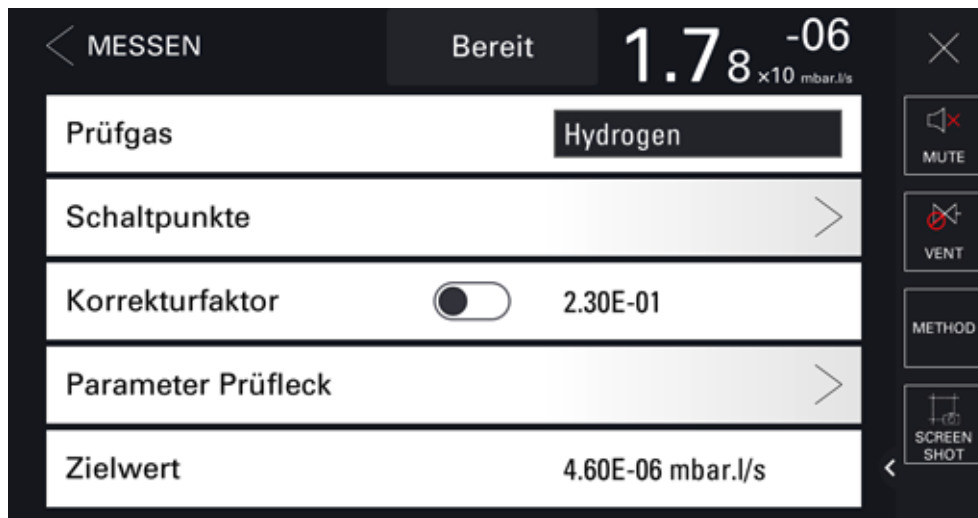 MESSEN
Bereit
1.78 ×10 -06 mbar.l/s
Prüfgas
Hydrogen
Schaltpunkte
Korrekturfaktor
2.30E-01
Parameter Prüfleck
Zielwert
4.60E-06 mbar.l/s
MUTE
VENT
METHOD
SCREEN
SHOT